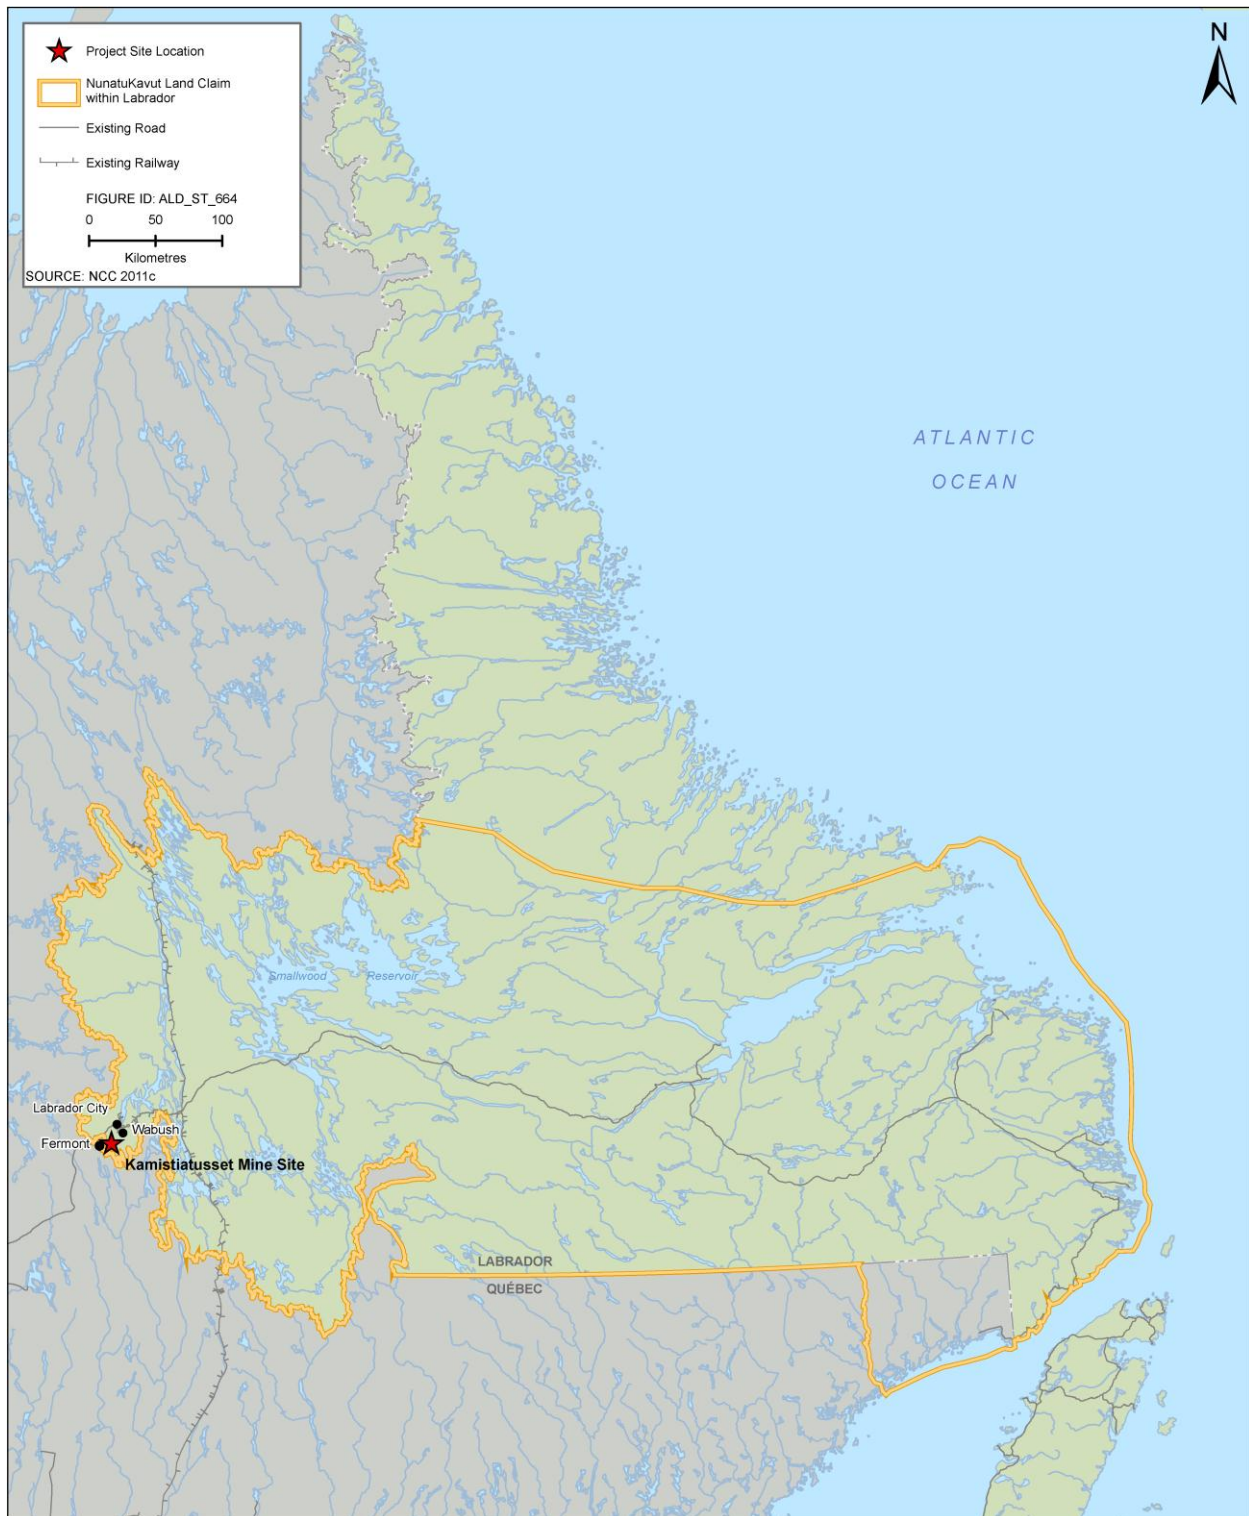 N
Project Site Location
NunatuKavut Land Claim
within Labrador
Existing Road
Existing Railway
FIGURE ID: ALD_ST_664
0 50 100
Kilometres
SOURCE: NCC 2011c
ATLANTIC
OCEAN
Smallwood Reservoir
Labrador City
Wabush
Fermont
Kamistiatusset Mine Site
LABRADOR
QUÉBEC